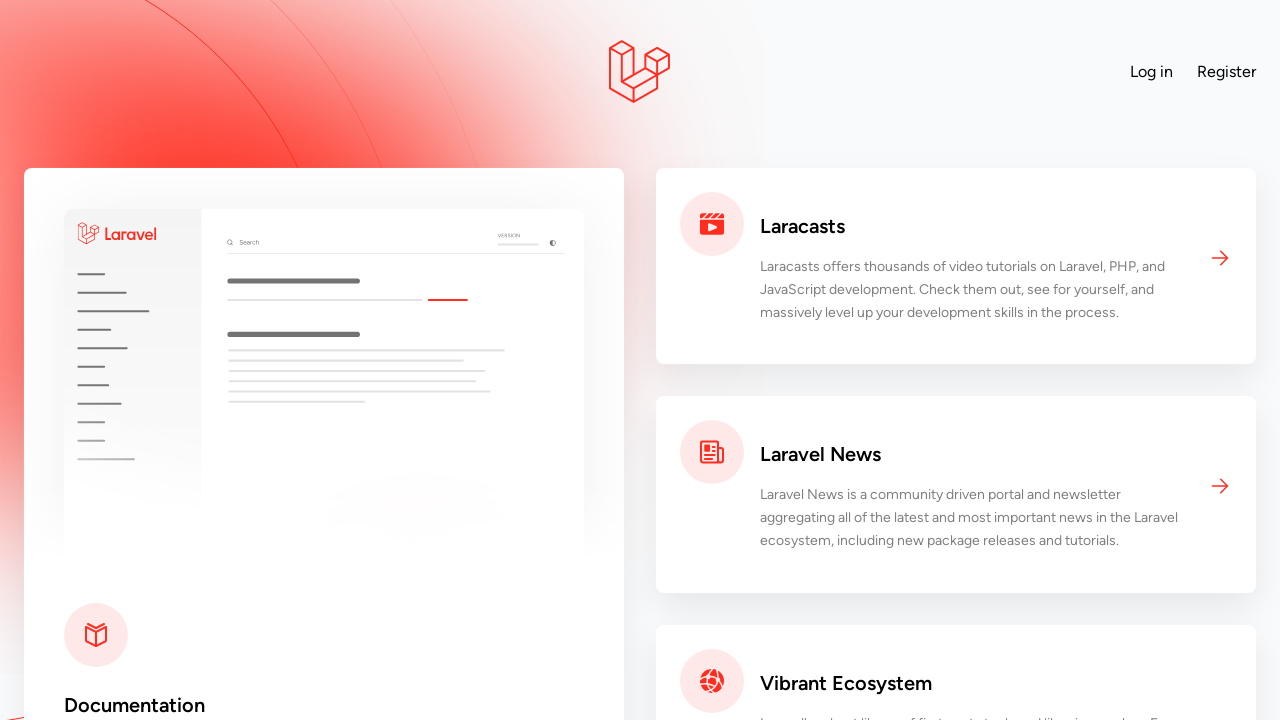 Log in
Register
Laravel
Search
VERSION
Documentation
Laracasts
Laracasts offers thousands of video tutorials on Laravel, PHP, and
JavaScript development. Check them out, see for yourself, and
massively level up your development skills in the process.
Laravel News
Laravel News is a community driven portal and newsletter
aggregating all of the latest and most important news in the Laravel
ecosystem, including new package releases and tutorials.
Vibrant Ecosystem